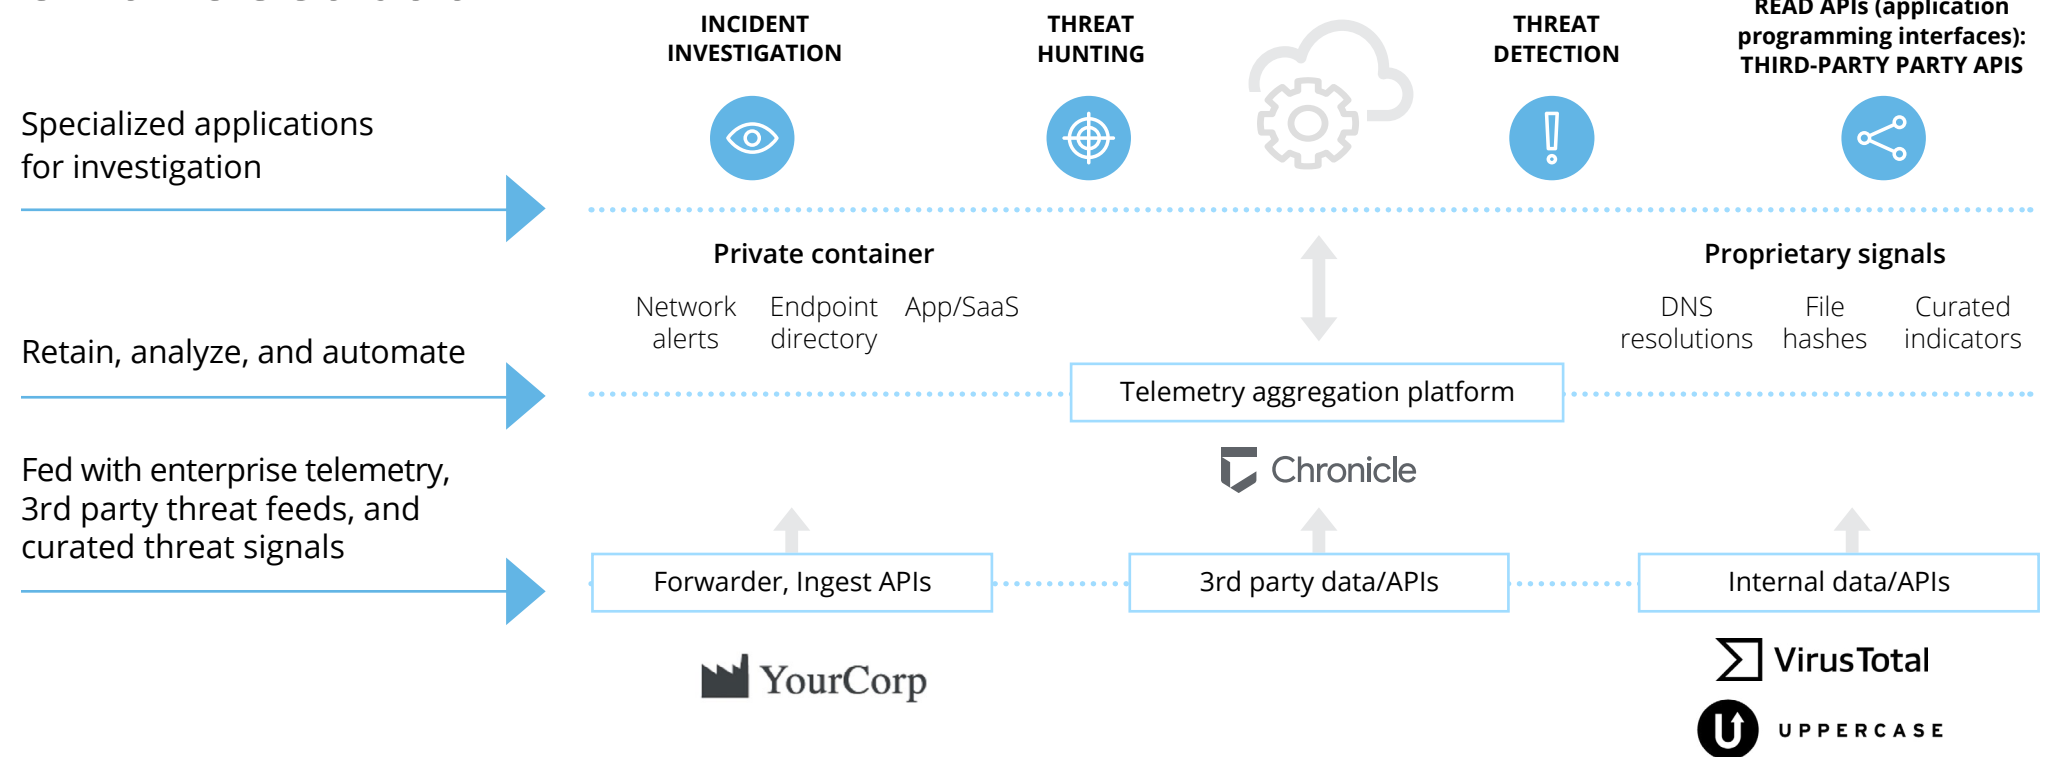 INCIDENT
INVESTIGATION
THREAT
HUNTING
THREAT
DETECTION
READ APIs (application
programming interfaces):
THIRD-PARTY PARTY APIS
Specialized applications
for investigation
Private container
Network
alerts
Endpoint
directory
App/SaaS
Proprietary signals
DNS
resolutions
File
hashes
Curated
indicators
Retain, analyze, and automate
Telemetry aggregation platform
Chronicle
Fed with enterprise telemetry,
3rd party threat feeds, and
curated threat signals
Forwarder, Ingest APIs
3rd party data/APIs
Internal data/APIs
YourCorp
VirusTotal
UPPERCASE